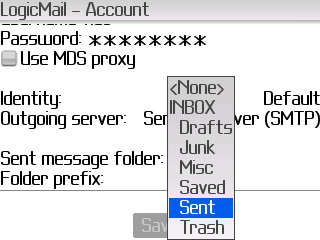 LogicMail – Account
Password: ********
Use MDS proxy
Identity: Default
Outgoing server: ver (SMTP)
Sent message folder:
Folder prefix:
<None>
INBOX
Drafts
Junk
Misc
Saved
Sent
Trash